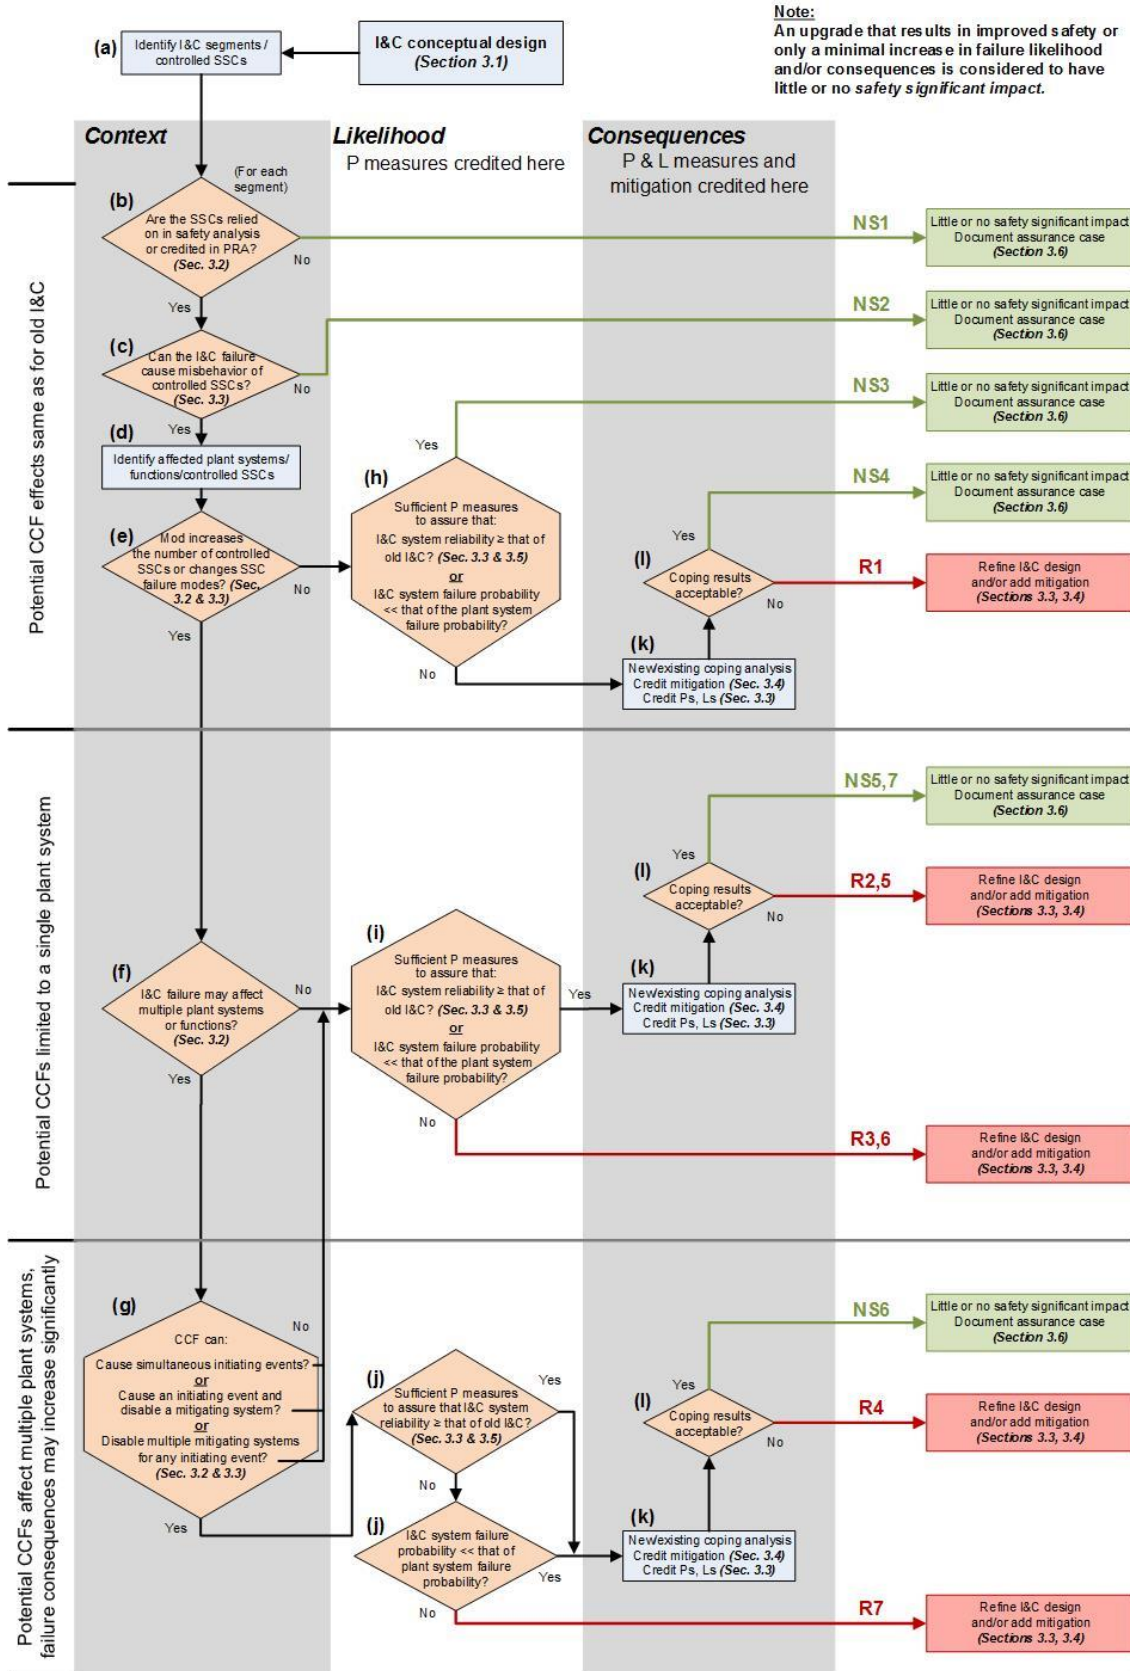 Note:
An upgrade that results in improved safety or
only a minimal increase in failure likelihood
and/or consequences is considered to have
little or no safety significant impact.
(a)
Identify I&C segments /
controlled SSCs
I&C conceptual design
(Section 3.1)
Context
Likelihood
P measures credited here
Consequences
P & L measures and
mitigation credited here
Potential CCF effects same as for old I&C
(For each
segment)
(b)
Are the SSCs relied
on in safety analysis
or credited in PRA?
(Sec. 3.2)
No
Yes
NS1
Little or no safety significant impact
Document assurance case
(Section 3.6)
(c)
Can the I&C failure
cause misbehavior of
controlled SSCs?
(Sec. 3.3)
No
Yes
NS2
Little or no safety significant impact
Document assurance case
(Section 3.6)
(d)
Identify affected plant systems/
functions/controlled SSCs
NS3
Little or no safety significant impact
Document assurance case
(Section 3.6)
(e)
Mod increases
the number of controlled
SSCs or changes SSC
failure modes? (Sec.
3.2 & 3.3)
No
Yes
(h)
Yes
Sufficient P measures
to assure that:
I&C system reliability ≥ that of
old I&C? (Sec. 3.3 & 3.5)
or
I&C system failure probability
<< that of the plant system
failure probability?
No
NS4
Little or no safety significant impact
Document assurance case
(Section 3.6)
(l)
Yes
Coping results
acceptable?
No
R1
Refine I&C design
and/or add mitigation
(Sections 3.3, 3.4)
(k)
New/existing coping analysis
Credit mitigation (Sec. 3.4)
Credit Ps, Ls (Sec. 3.3)
Potential CCFs limited to a single plant system
NS5,7
Little or no safety significant impact
Document assurance case
(Section 3.6)
(l)
Yes
Coping results
acceptable?
No
R2,5
Refine I&C design
and/or add mitigation
(Sections 3.3, 3.4)
(f)
I&C failure may affect
multiple plant systems
or functions?
(Sec. 3.2)
No
Yes
(i)
Sufficient P measures
to assure that:
I&C system reliability ≥ that of
old I&C? (Sec. 3.3 & 3.5)
or
I&C system failure probability
<< that of the plant system
failure probability?
Yes
No
(k)
New/existing coping analysis
Credit mitigation (Sec. 3.4)
Credit Ps, Ls (Sec. 3.3)
R3,6
Refine I&C design
and/or add mitigation
(Sections 3.3, 3.4)
Potential CCFs affect multiple plant systems,
failure consequences may increase significantly
(g)
No
CCF can:
Cause simultaneous initiating events?
or
Cause an initiating event and
disable a mitigating system?
or
Disable multiple mitigating systems
for any initiating event?
(Sec. 3.2 & 3.3)
Yes
(j)
Sufficient P measures
to assure that I&C system
reliability ≥ that of old I&C?
(Sec. 3.3 & 3.5)
Yes
No
(j)
I&C system failure
probability << that of
plant system failure
probability?
Yes
No
NS6
Little or no safety significant impact
Document assurance case
(Section 3.6)
(l)
Yes
Coping results
acceptable?
No
R4
Refine I&C design
and/or add mitigation
(Sections 3.3, 3.4)
(k)
New/existing coping analysis
Credit mitigation (Sec. 3.4)
Credit Ps, Ls (Sec. 3.3)
R7
Refine I&C design
and/or add mitigation
(Sections 3.3, 3.4)